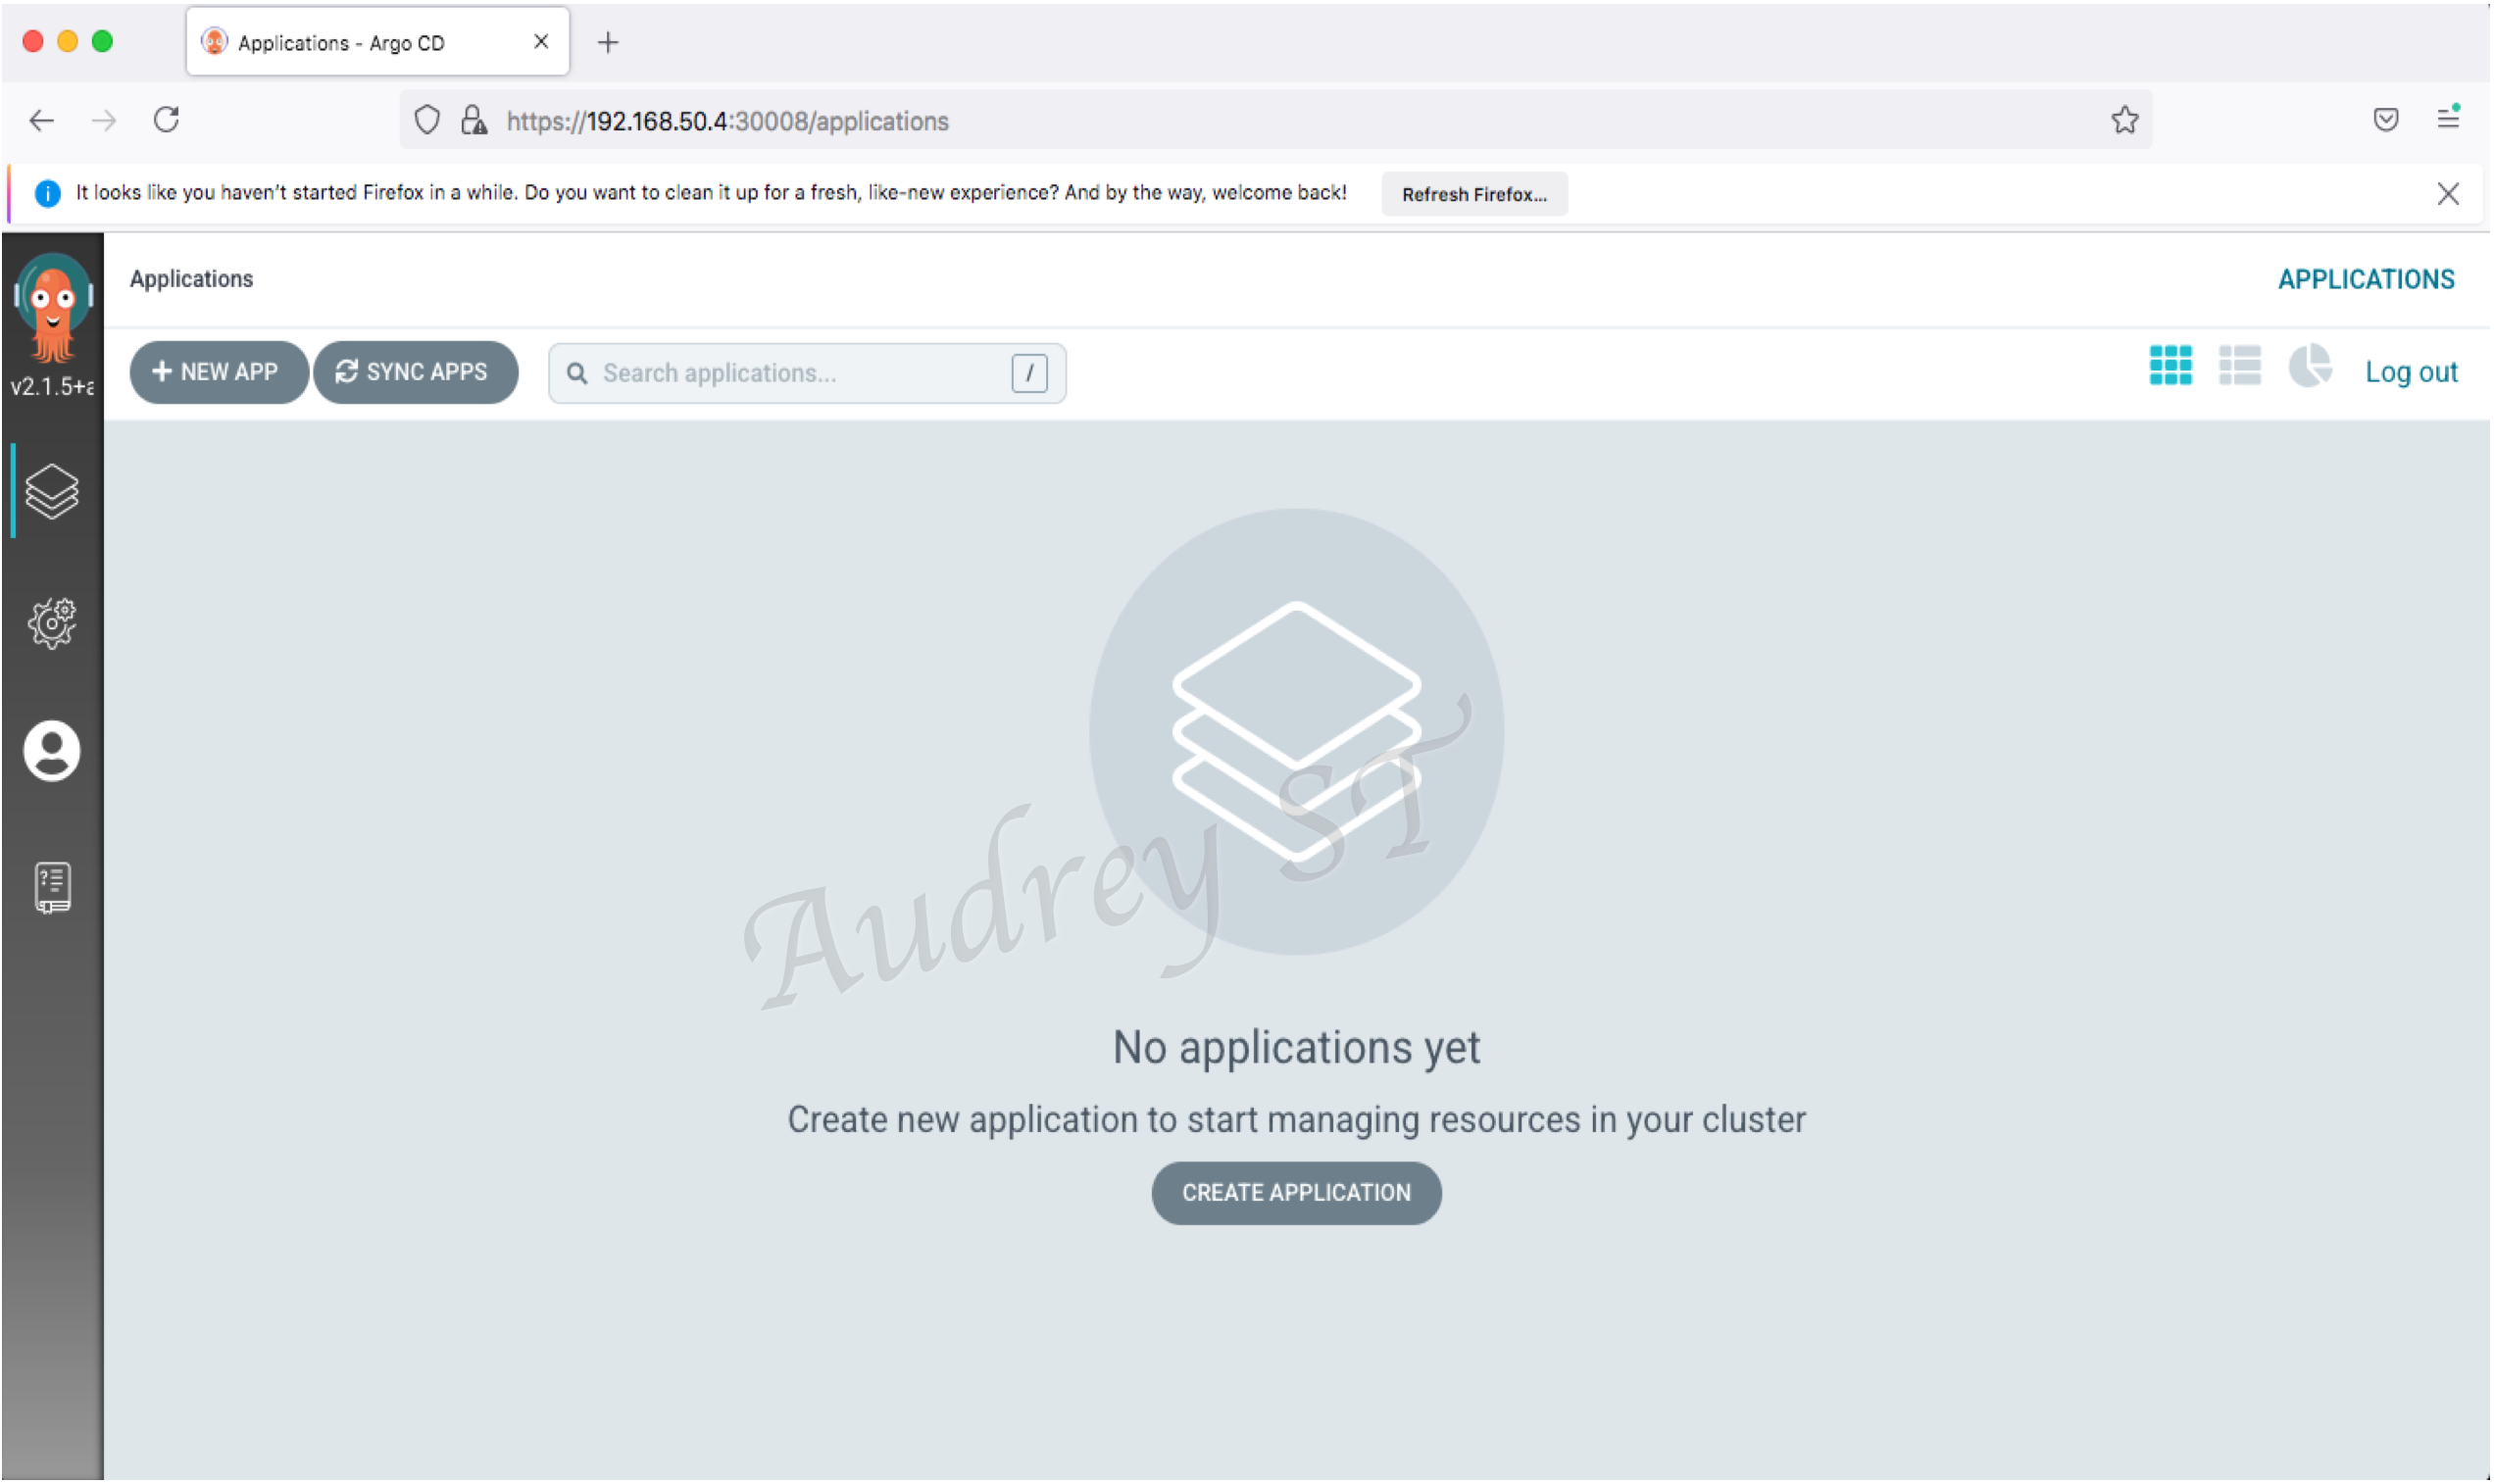 Applications - Argo CD
https://192.168.50.4:30008/applications
It looks like you haven't started Firefox in a while. Do you want to clean it up for a fresh, like-new experience? And by the way, welcome back! Refresh Firefox...
Applications APPLICATIONS
NEW APP SYNC APPS Search applications... / Log out
v2.1.5+a
Audrey ST
No applications yet
Create new application to start managing resources in your cluster
CREATE APPLICATION